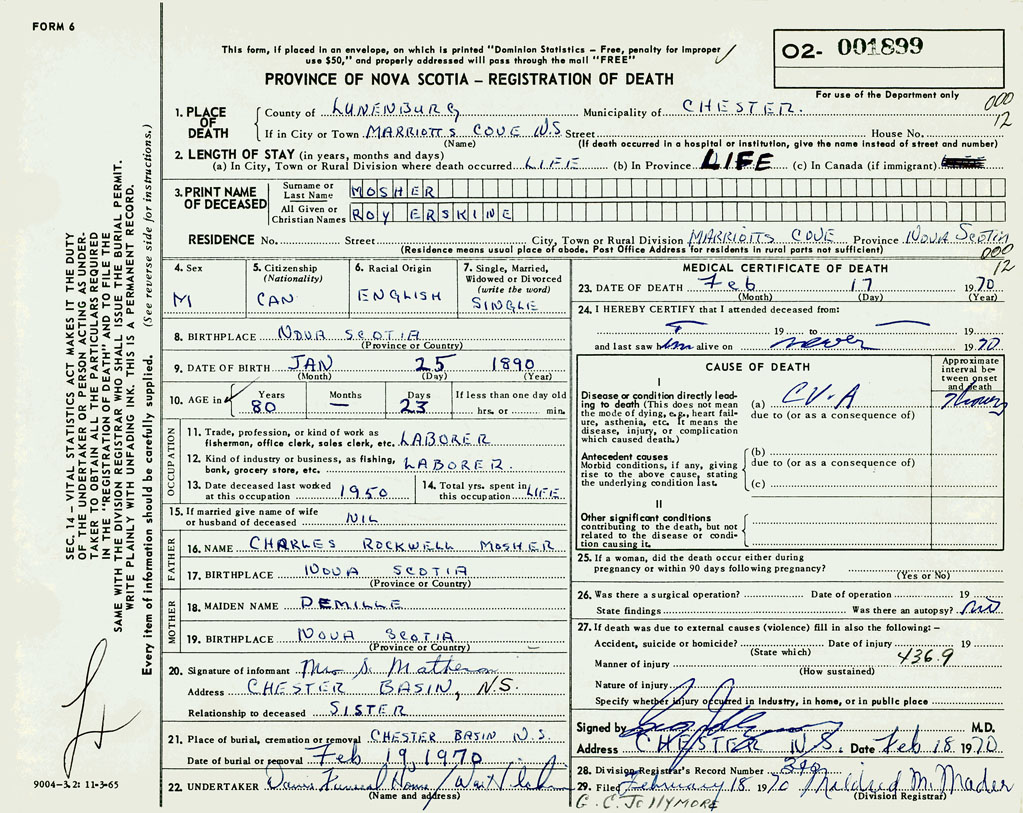 FORM 6
This form, if placed in an envelope, on which is printed "Dominion Statistics – Free, penalty for improper
use $50," and properly addressed will pass through the mail "FREE"
PROVINCE OF NOVA SCOTIA – REGISTRATION OF DEATH
02- 001899
For use of the Department only
000
12
1. PLACE OF DEATH
County of LUNENBURG Municipality of CHESTER.
If in City or Town MARRIOTTS COVE N.S. Street House No.
(Name) (If death occurred in a hospital or institution, give the name instead of street and number)
2. LENGTH OF STAY (in years, months and days)
(a) In City, Town or Rural Division where death occurred LIFE (b) In Province LIFE (c) In Canada (if immigrant)
3. PRINT NAME OF DECEASED
Surname or Last Name MOSHER
All Given or Christian Names ROY ERSKINE
RESIDENCE No. Street City, Town or Rural Division MARRIOTTS COVE Province NOVA SCOTIA
(Residence means usual place of abode. Post Office Address for residents in rural parts not sufficient)
000
12
4. Sex
M
5. Citizenship
(Nationality)
CAN
6. Racial Origin
ENGLISH
7. Single, Married,
Widowed or Divorced
(write the word)
SINGLE
8. BIRTHPLACE NOVA SCOTIA
(Province or Country)
9. DATE OF BIRTH JAN 25 1890
(Month) (Day) (Year)
10. AGE in Years Months Days If less than one day old
80 — 23 hrs. or min.
OCCUPATION
11. Trade, profession, or kind of work as
fisherman, office clerk, sales clerk, etc. LABORER
12. Kind of industry or business, as fishing,
bank, grocery store, etc. LABORER.
13. Date deceased last worked
at this occupation 1950
14. Total yrs. spent in
this occupation LIFE
15. If married give name of wife
or husband of deceased NIL
FATHER
16. NAME CHARLES ROCKWELL MOSHER
17. BIRTHPLACE NOVA SCOTIA
(Province or Country)
MOTHER
18. MAIDEN NAME DEMILLE
19. BIRTHPLACE NOVA SCOTIA
(Province or Country)
20. Signature of informant Mrs S.
Address CHESTER BASIN, N.S.
Relationship to deceased SISTER
21. Place of burial, cremation or removal CHESTER BASIN N.S.
Date of burial or removal Feb 19, 1970
22. UNDERTAKER Funeral Home
(Name and address)
MEDICAL CERTIFICATE OF DEATH
23. DATE OF DEATH Feb 17 1970
(Month) (Day) (Year)
24. I HEREBY CERTIFY that I attended deceased from:
19 to 19
and last saw him alive on never 1970
CAUSE OF DEATH
Approximate
interval be-
tween onset
and death
I
Disease or condition directly lead-
ing to death (This does not mean
the mode of dying, e.g., heart fail-
ure, asthenia, etc. It means the
disease, injury, or complication
which caused death.)
(a) C.V.A
due to (or as a consequence of)
Antecedent causes
Morbid conditions, if any, giving
rise to the above cause, stating
the underlying condition last.
(b)
due to (or as a consequence of)
(c)
II
Other significant conditions
contributing to the death, but not
related to the disease or condi-
tion causing it.
25. If a woman, did the death occur either during
pregnancy or within 90 days following pregnancy?
(Yes or No)
26. Was there a surgical operation? Date of operation 19
State findings Was there an autopsy? no
27. If death was due to external causes (violence) fill in also the following: –
Accident, suicide or homicide? Date of injury 19
(State which)
436.9
Manner of injury
(How sustained)
Nature of injury
Specify whether injury occurred in Industry, in home, or in public place
Signed by M.D.
Address CHESTER N.S. Date Feb 18 1970
28. Division Registrar's Record Number
29. Filed February 18 1970 Mildred M. Mader
(Division Registrar)
G. C. JOLLYMORE
SEC. 14 – VITAL STATISTICS ACT MAKES IT THE DUTY
OF THE UNDERTAKER OR PERSON ACTING AS UNDER-
TAKER TO OBTAIN ALL THE PARTICULARS REQUIRED
IN THE "REGISTRATION OF DEATH" AND TO FILE THE
SAME WITH THE DIVISION REGISTRAR WHO SHALL ISSUE THE BURIAL PERMIT.
WRITE PLAINLY WITH UNFADING INK. THIS IS A PERMANENT RECORD.
Every item of information should be carefully supplied. (See reverse side for instructions.)
9004–3.2: 11-3-65